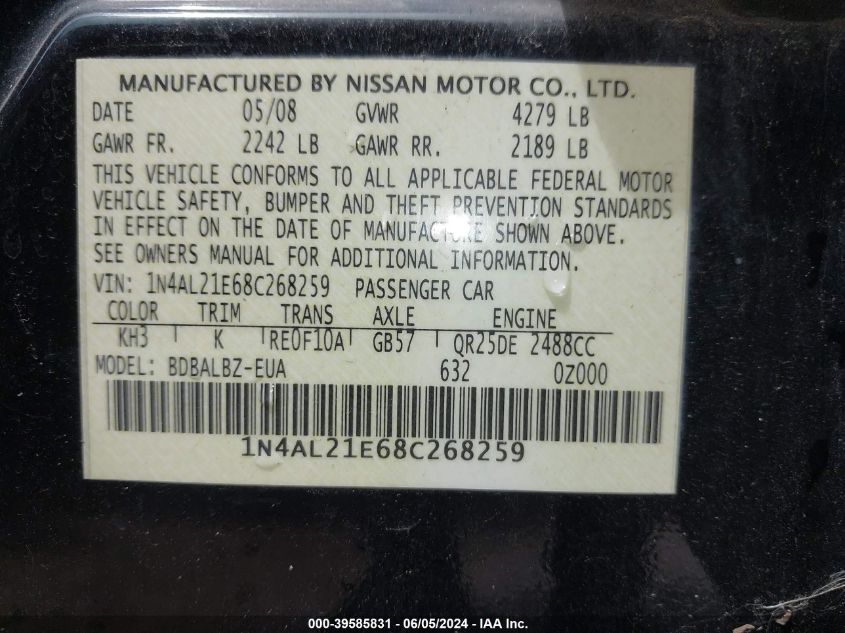 MANUFACTURED BY NISSAN MOTOR CO., LTD.
DATE 05/08 GVWR 4279 LB
GAWR FR. 2242 LB GAWR RR. 2189 LB
THIS VEHICLE CONFORMS TO ALL APPLICABLE FEDERAL MOTOR
VEHICLE SAFETY, BUMPER AND THEFT PREVENTION STANDARDS
IN EFFECT ON THE DATE OF MANUFACTURE SHOWN ABOVE.
SEE OWNERS MANUAL FOR ADDITIONAL INFORMATION.
VIN: 1N4AL21E68C268259 PASSENGER CAR
COLOR TRIM TRANS AXLE ENGINE
KH3 K RE0F10A GB57 QR25DE 2488CC
MODEL: BDBALBZ-EUA 632 0Z000
1N4AL21E68C268259
000-39585831 - 06/05/2024 - IAA Inc.